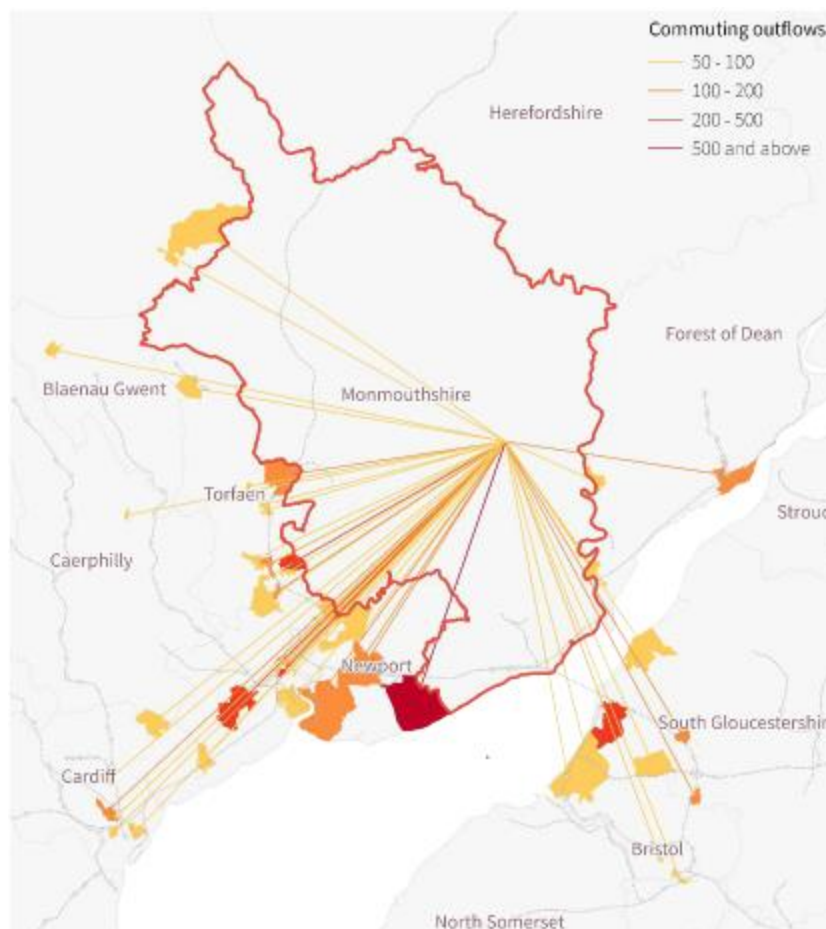 Commuting outflows
50 - 100
100 - 200
200 - 500
500 and above
Herefordshire
Forest of Dean
Blaenau Gwent
Monmouthshire
Torfaen
Stroud
Caerphilly
Newport
South Gloucestershir
Cardiff
Bristol
North Somerset